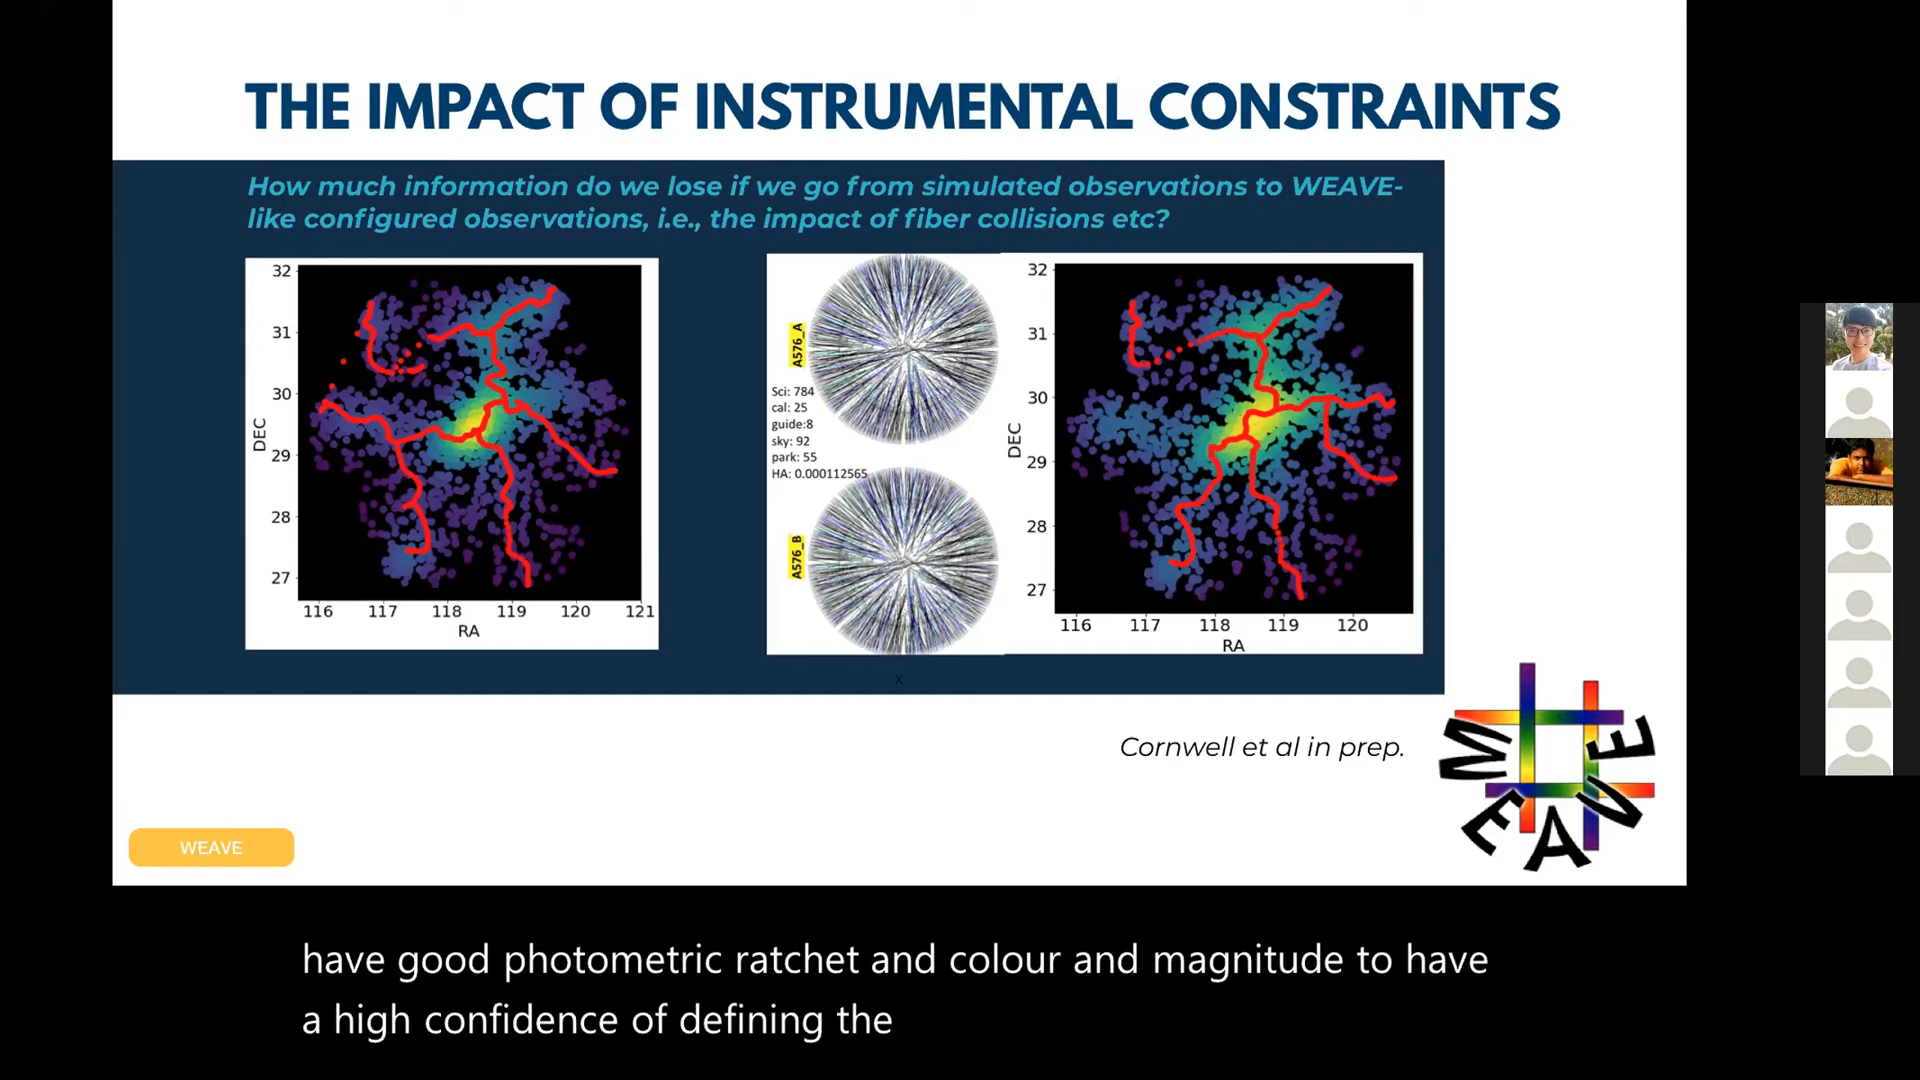 THE IMPACT OF INSTRUMENTAL CONSTRAINTS
How much information do we lose if we go from simulated observations to WEAVE-
like configured observations, i.e., the impact of fiber collisions etc?
32
31
30
29
28
27
DEC
116 117 118 119 120 121
RA
A576_A
Sci: 784
cal: 25
guide:8
sky: 92
park: 55
HA: 0.000112565
A576_B
x
32
31
30
29
28
27
DEC
116 117 118 119 120
RA
Cornwell et al in prep.
WEAVE
WEAVE
have good photometric ratchet and colour and magnitude to have
a high confidence of defining the